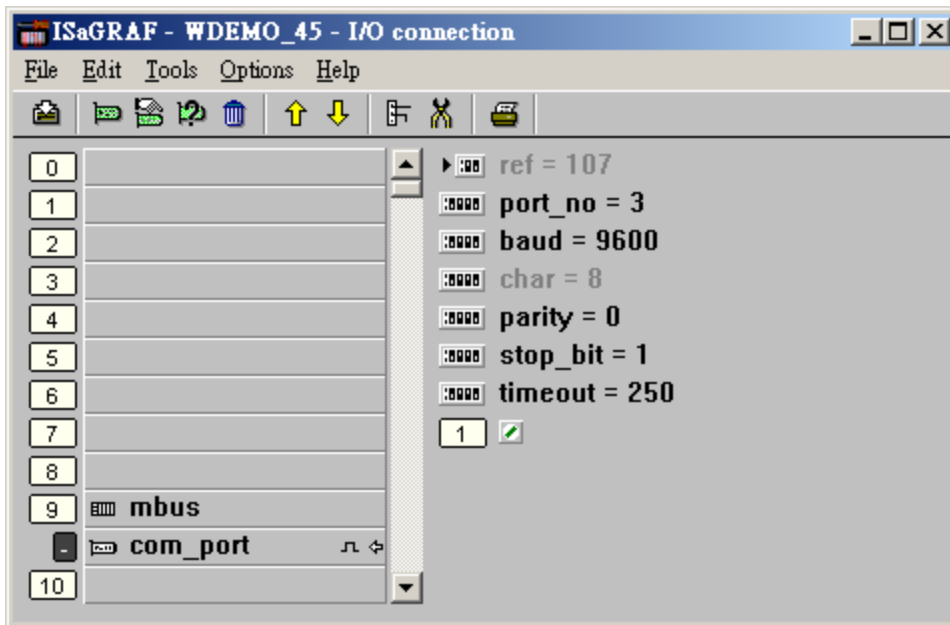 ISaGRAF - WDEMO_45 - I/O connection
File Edit Tools Options Help
0
1
2
3
4
5
6
7
8
9 mbus
- com_port
10
ref = 107
port_no = 3
baud = 9600
char = 8
parity = 0
stop_bit = 1
timeout = 250
1